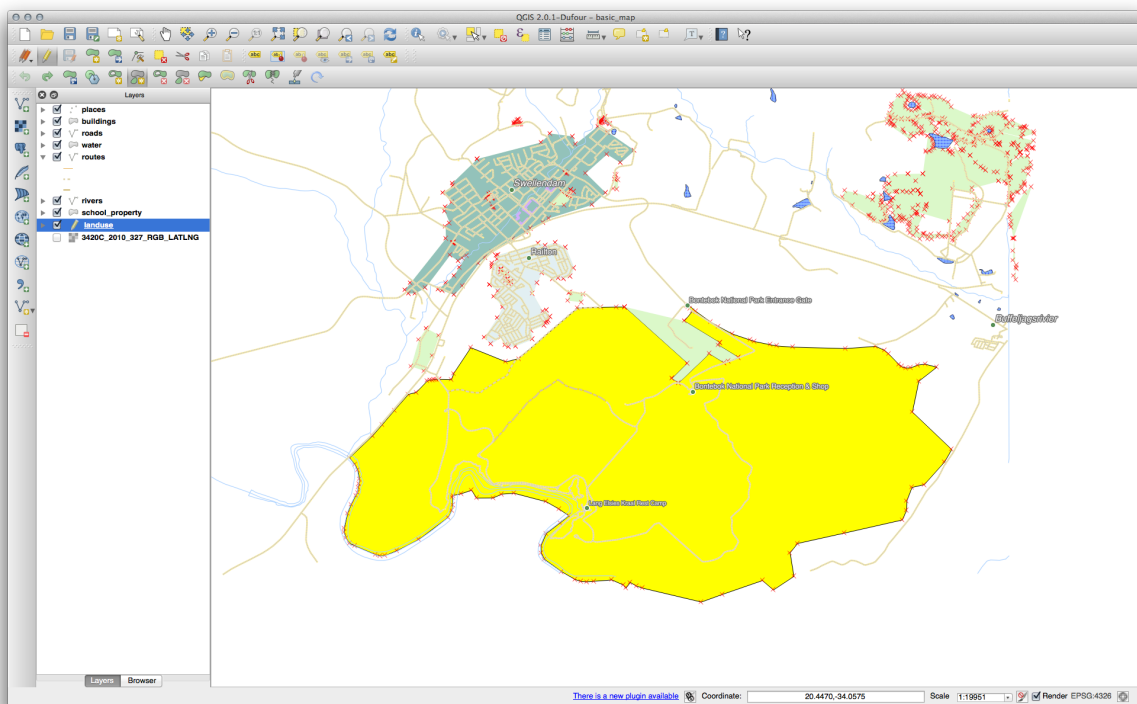 QGIS 2.0.1-Dufour - basic_map
Layers
places
buildings
roads
water
routes
rivers
school_property
landuse
3420C_2010_327_RGB_LATLNG
Swellendam
Railton
Bontebok National Park Entrance Gate
Buffeljagsrivier
Bontebok National Park Reception & Shop
Lang Elsies Kraal Rest Camp
Layers
Browser
There is a new plugin available
Coordinate:
20.4470,-34.0575
Scale
1:19951
Render
EPSG:4326